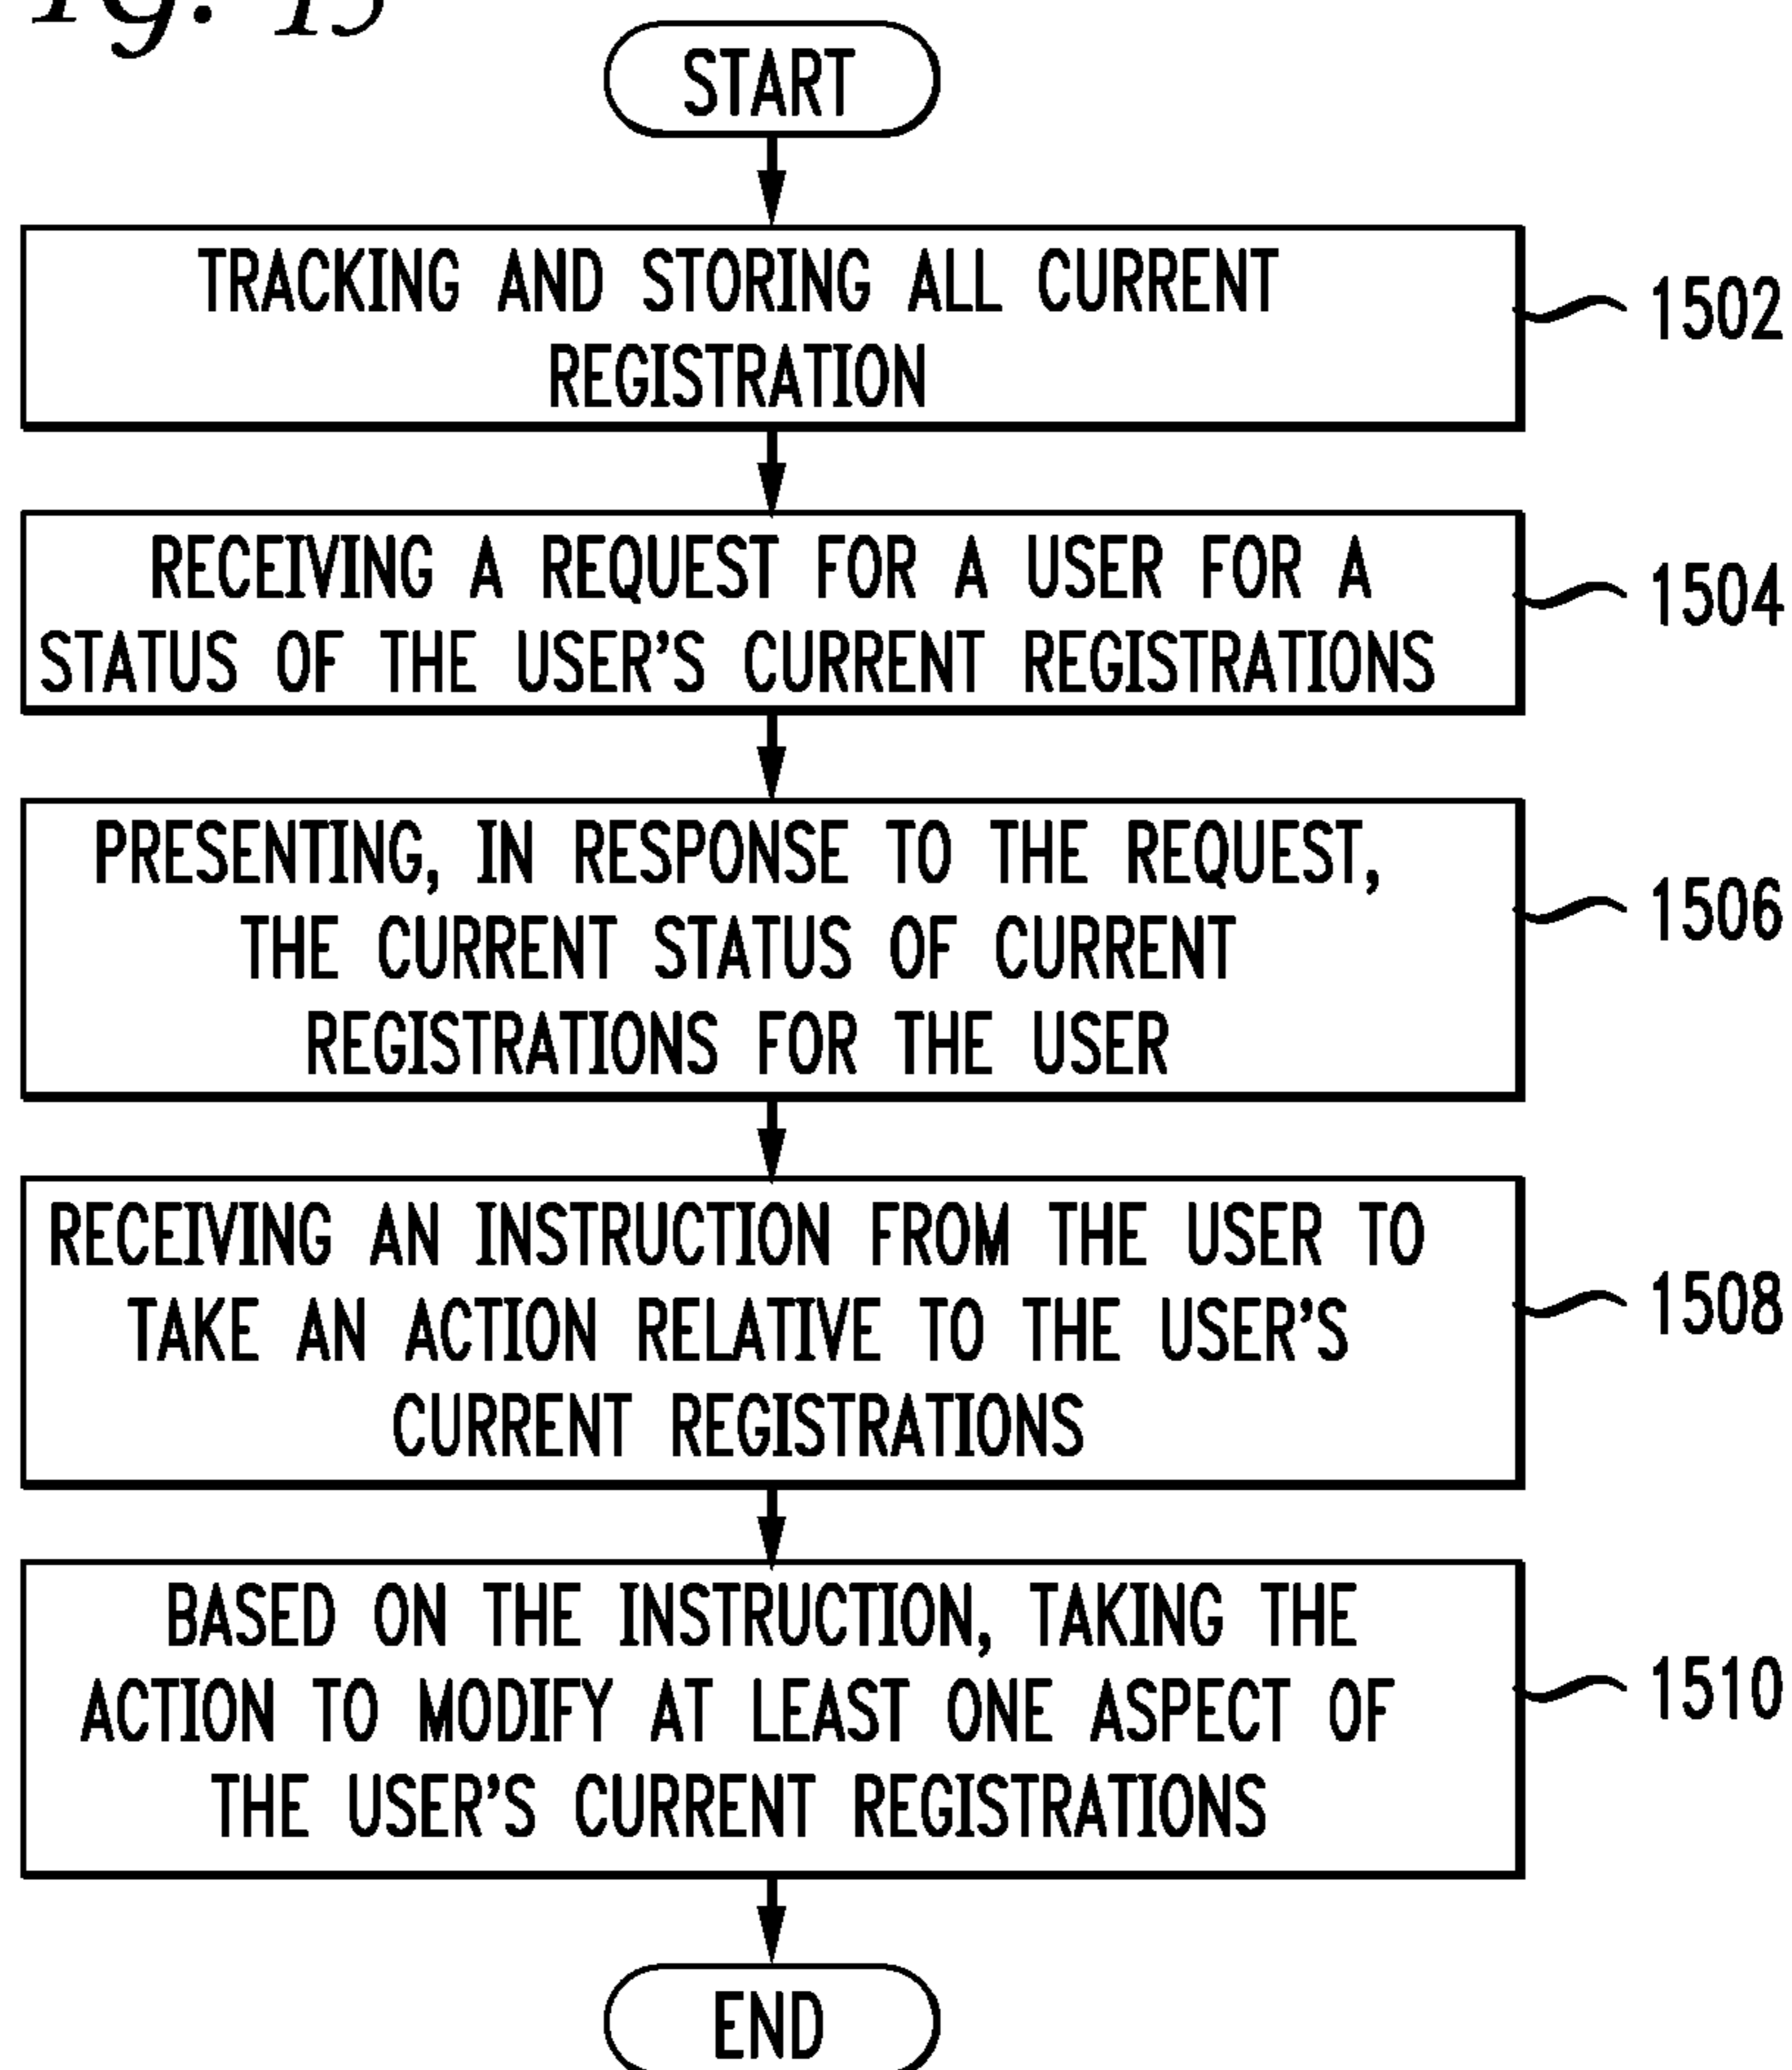 Fig. 15
START
TRACKING AND STORING ALL CURRENT
REGISTRATION
1502
RECEIVING A REQUEST FOR A USER FOR A
STATUS OF THE USER'S CURRENT REGISTRATIONS
1504
PRESENTING, IN RESPONSE TO THE REQUEST,
THE CURRENT STATUS OF CURRENT
REGISTRATIONS FOR THE USER
1506
RECEIVING AN INSTRUCTION FROM THE USER TO
TAKE AN ACTION RELATIVE TO THE USER'S
CURRENT REGISTRATIONS
1508
BASED ON THE INSTRUCTION, TAKING THE
ACTION TO MODIFY AT LEAST ONE ASPECT OF
THE USER'S CURRENT REGISTRATIONS
1510
END